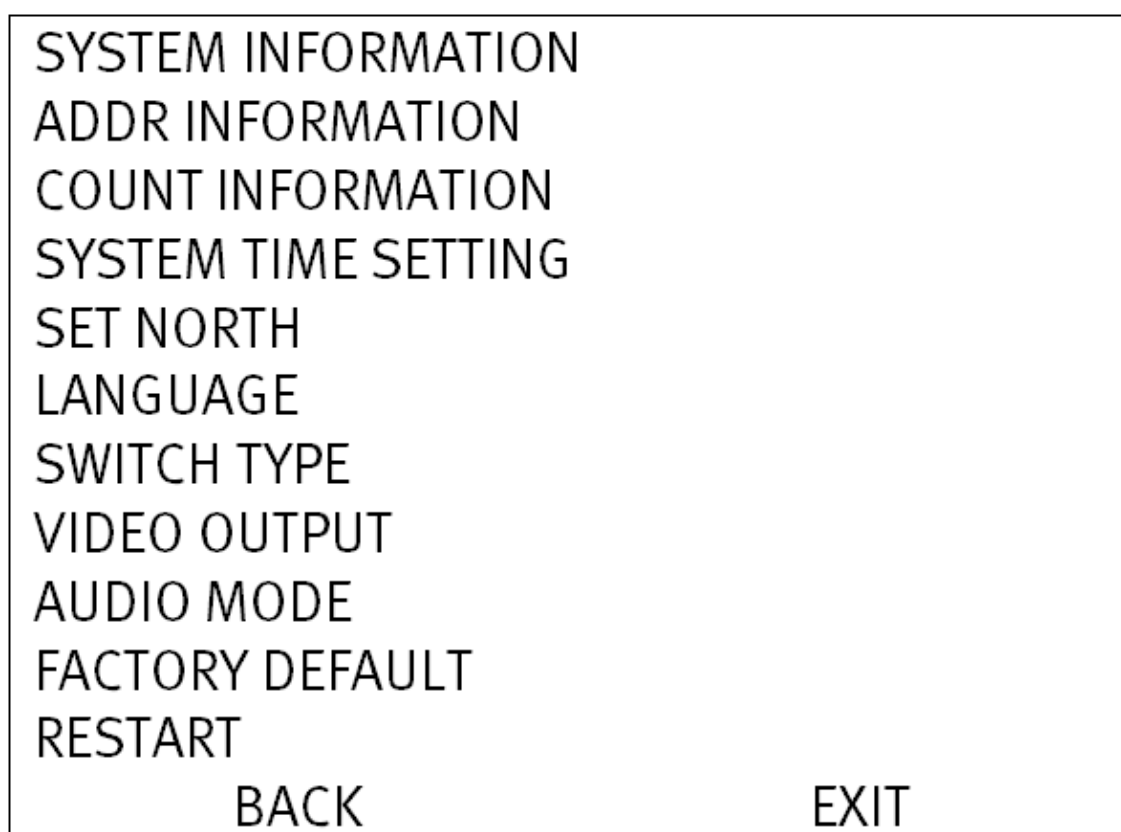 SYSTEM INFORMATION
ADDR INFORMATION
COUNT INFORMATION
SYSTEM TIME SETTING
SET NORTH
LANGUAGE
SWITCH TYPE
VIDEO OUTPUT
AUDIO MODE
FACTORY DEFAULT
RESTART
BACK EXIT